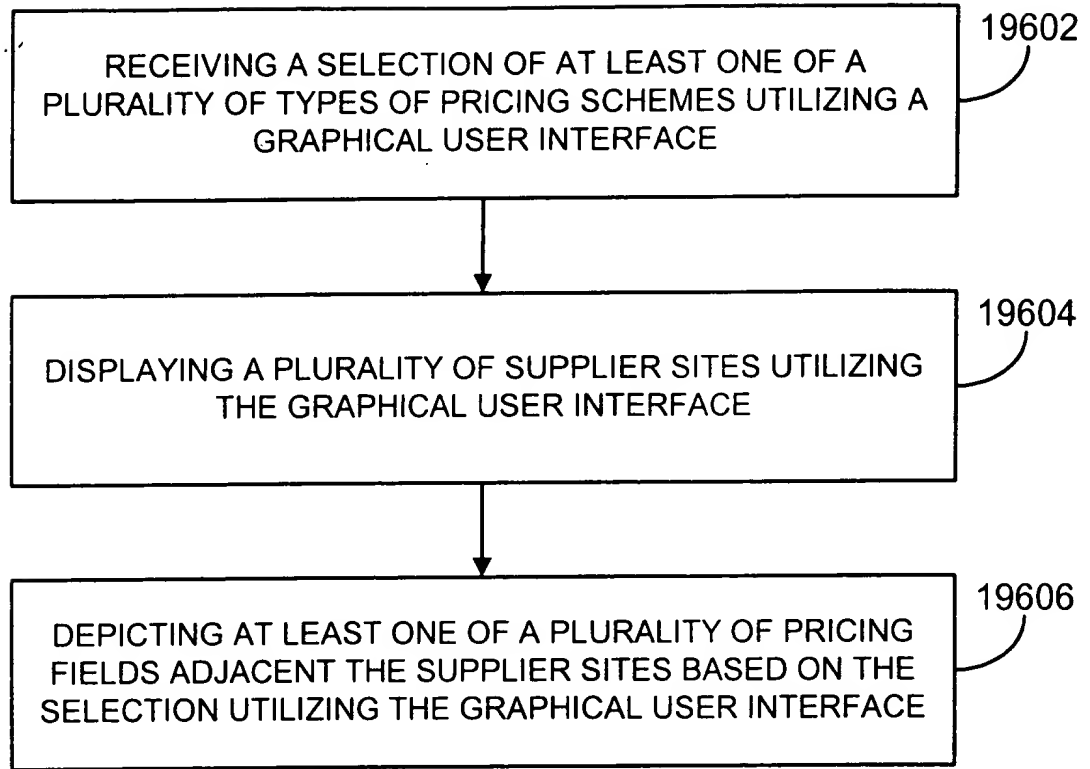 19602
RECEIVING A SELECTION OF AT LEAST ONE OF A
PLURALITY OF TYPES OF PRICING SCHEMES UTILIZING A
GRAPHICAL USER INTERFACE
19604
DISPLAYING A PLURALITY OF SUPPLIER SITES UTILIZING
THE GRAPHICAL USER INTERFACE
19606
DEPICTING AT LEAST ONE OF A PLURALITY OF PRICING
FIELDS ADJACENT THE SUPPLIER SITES BASED ON THE
SELECTION UTILIZING THE GRAPHICAL USER INTERFACE